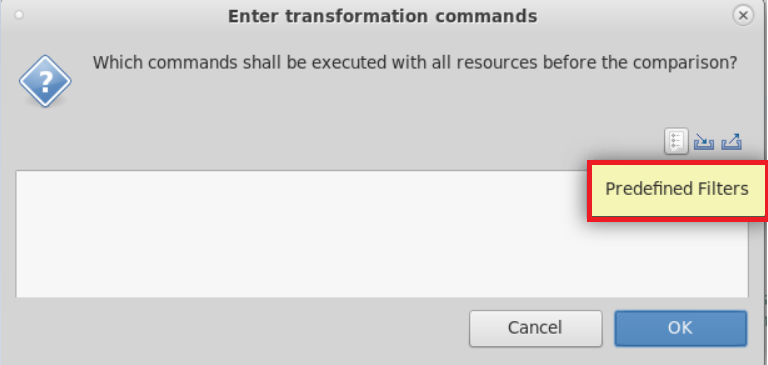 Enter transformation commands
Which commands shall be executed with all resources before the comparison?
Predefined Filters
Cancel
OK